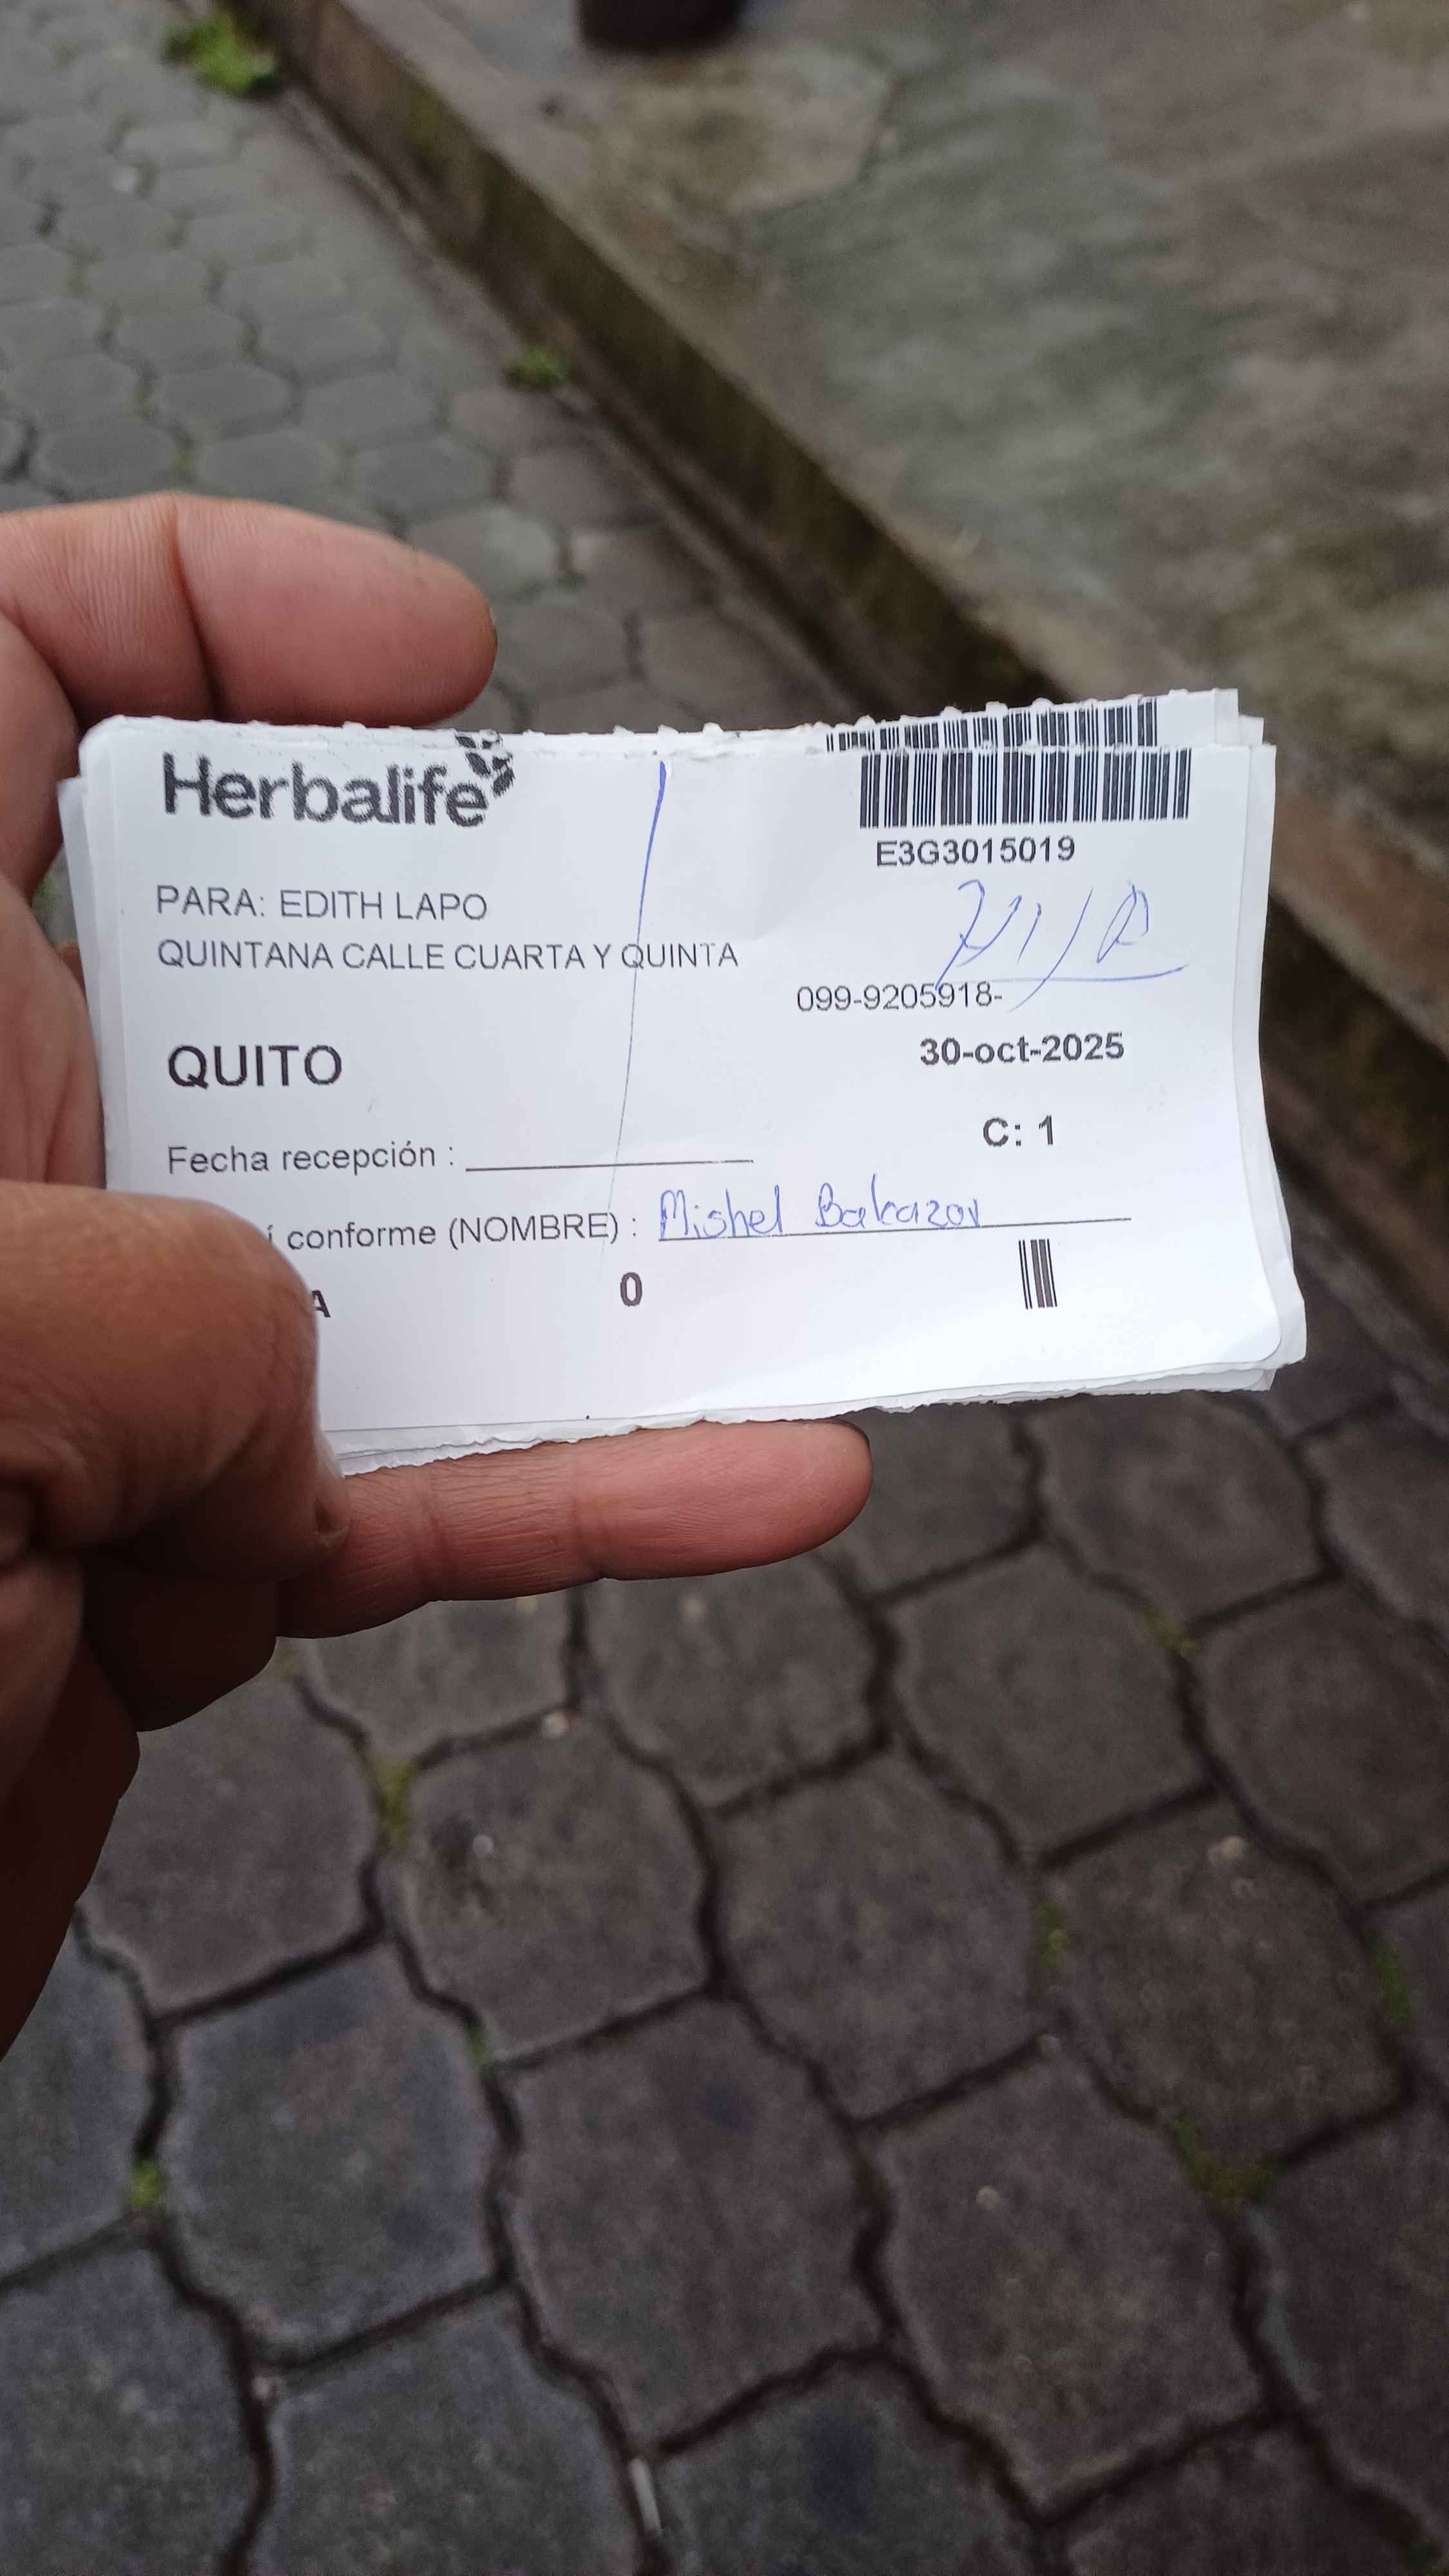 Herbalife
E3G3015019
PARA: EDITH LAPO
QUINTANA CALLE CUARTA Y QUINTA
099-9205918-
QUITO
30-oct-2025
C: 1
Fecha recepción :
í conforme (NOMBRE) : Mishel
A
0